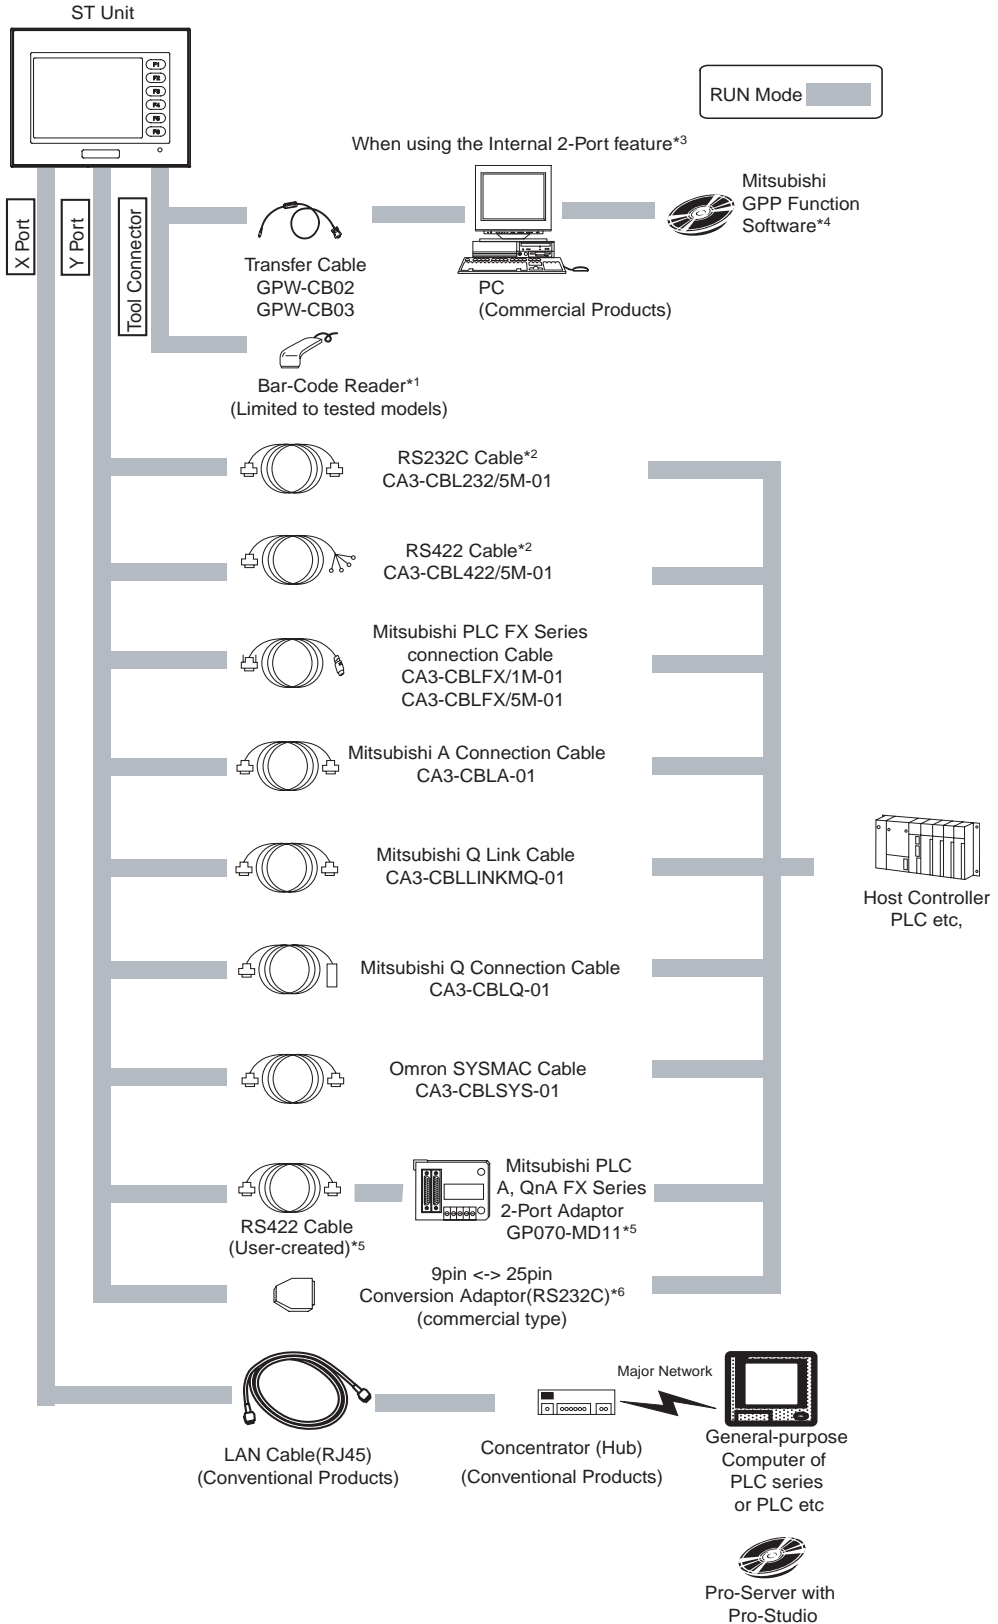 ST Unit
F1
F2
F3
F4
F5
F6
RUN Mode
When using the Internal 2-Port feature*3
X Port
Y Port
Tool Connector
Transfer Cable
GPW-CB02
GPW-CB03
PC
(Commercial Products)
Mitsubishi
GPP Function
Software*4
Bar-Code Reader*1
(Limited to tested models)
RS232C Cable*2
CA3-CBL232/5M-01
RS422 Cable*2
CA3-CBL422/5M-01
Mitsubishi PLC FX Series
connection Cable
CA3-CBLFX/1M-01
CA3-CBLFX/5M-01
Mitsubishi A Connection Cable
CA3-CBLA-01
Mitsubishi Q Link Cable
CA3-CBLLINKMQ-01
Host Controller
PLC etc,
Mitsubishi Q Connection Cable
CA3-CBLQ-01
Omron SYSMAC Cable
CA3-CBLSYS-01
RS422 Cable
(User-created)*5
Mitsubishi PLC
A, QnA FX Series
2-Port Adaptor
GP070-MD11*5
9pin <-> 25pin
Conversion Adaptor(RS232C)*6
(commercial type)
LAN Cable(RJ45)
(Conventional Products)
Concentrator (Hub)
(Conventional Products)
Major Network
General-purpose
Computer of
PLC series
or PLC etc
Pro-Server with
Pro-Studio